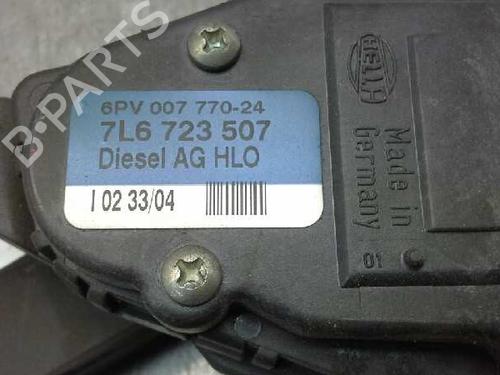 B-PARTS
6PV 007 770-24
7L6 723 507
Diesel AG HLO
I 02 33/04
HELLA
Made in
Germany
01